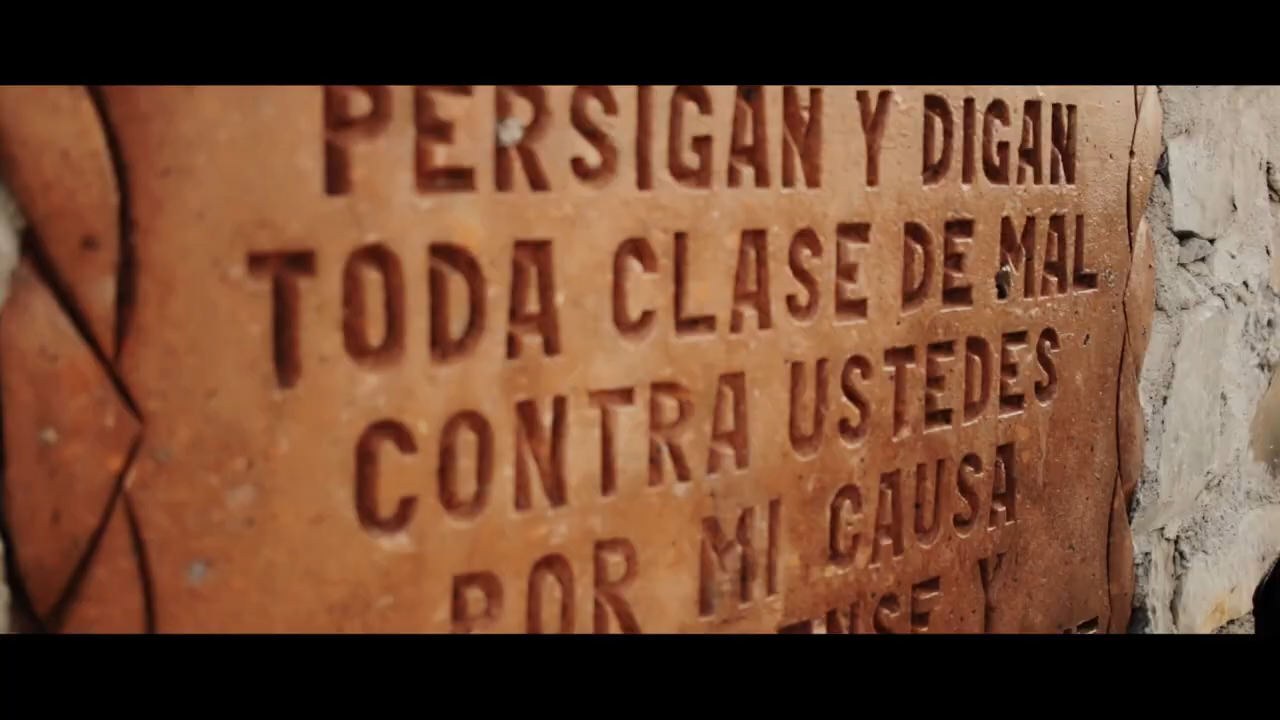 PERSIGAN Y DIGAN
TODA CLASE DE MAL
CONTRA USTEDES
POR MI CAUSA
Y